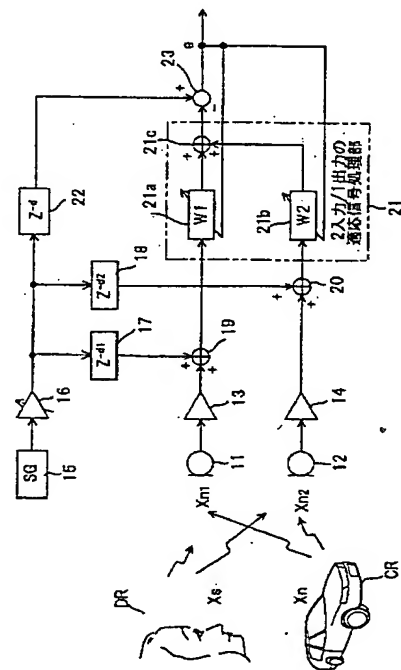 DR
Xs
Xn
CR
Xn1
Xn2
11
12
13
14
SG
15
16
Z-d1
17
Z-d2
18
19
20
Z-d
22
W1
21a
W2
21b
21c
2入力/1出力の
適応信号処理部
21
23
e
+
+
+
+
+
+
+
-